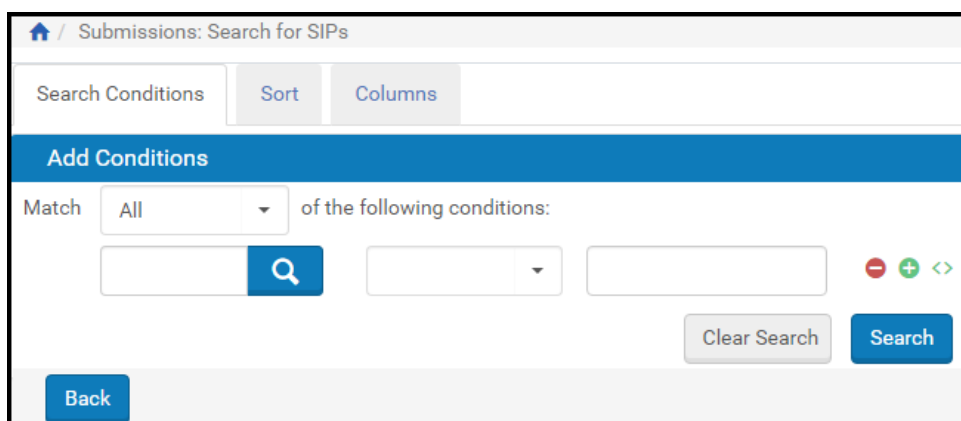 / Submissions: Search for SIPs
Search Conditions Sort Columns
Add Conditions
Match All of the following conditions:
Clear Search Search
Back